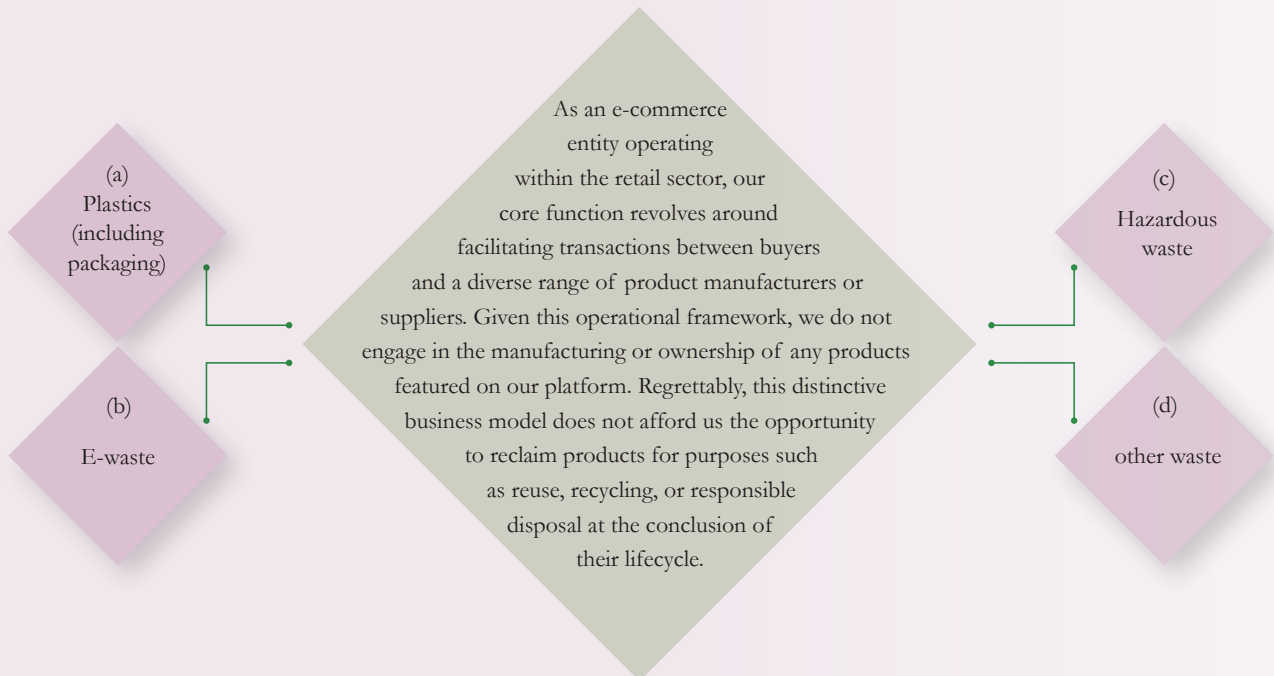 (a)
Plastics
(including
packaging)
(b)
E-waste
As an e-commerce
entity operating
within the retail sector, our
core function revolves around
facilitating transactions between buyers
and a diverse range of product manufacturers or
suppliers. Given this operational framework, we do not
engage in the manufacturing or ownership of any products
featured on our platform. Regrettably, this distinctive
business model does not afford us the opportunity
to reclaim products for purposes such
as reuse, recycling, or responsible
disposal at the conclusion of
their lifecycle.
(c)
Hazardous
waste
(d)
other waste